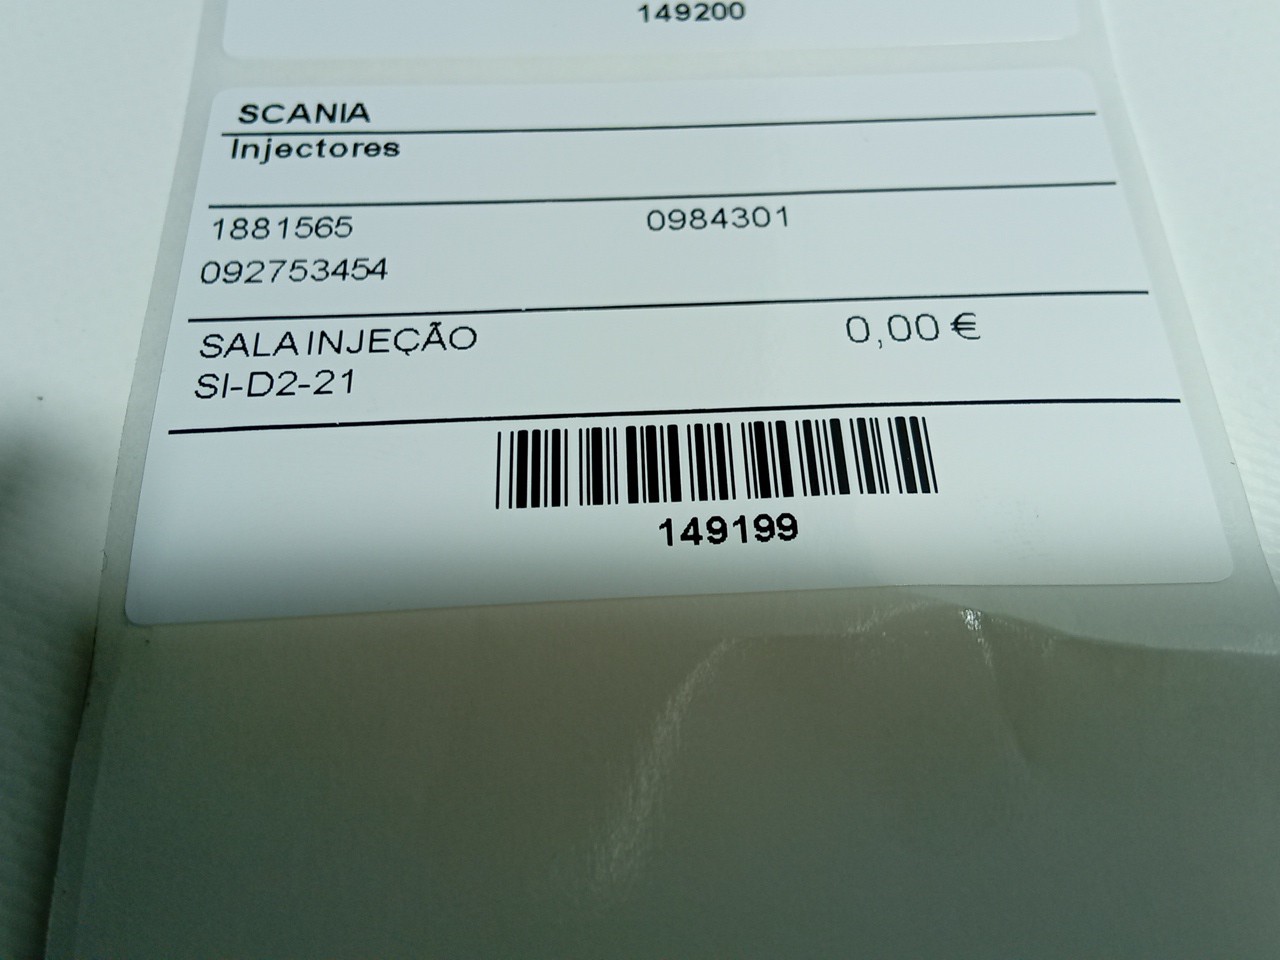 149200
SCANIA
Injectores
1881565 0984301
092753454
SALA INJEÇÃO 0,00 €
SI-D2-21
149199